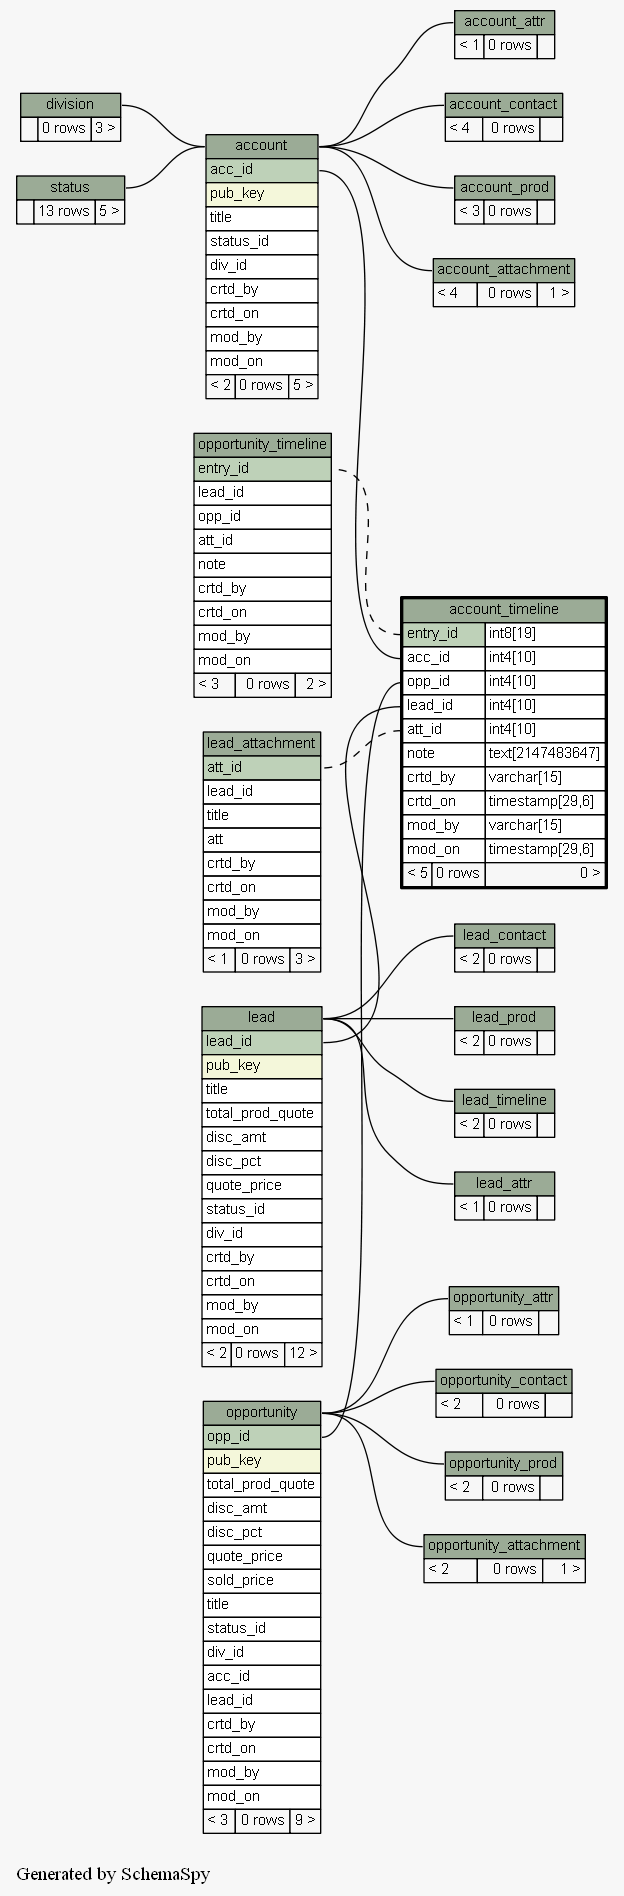 account_attr
< 1 0 rows
division
0 rows 3 >
account_contact
< 4 0 rows
status
13 rows 5 >
account_prod
< 3 0 rows
account_attachment
< 4 0 rows 1 >
account
acc_id
pub_key
title
status_id
div_id
crtd_by
crtd_on
mod_by
mod_on
< 2 0 rows 5 >
opportunity_timeline
entry_id
lead_id
opp_id
att_id
note
crtd_by
crtd_on
mod_by
mod_on
< 3 0 rows 2 >
account_timeline
entry_id int8[19]
acc_id int4[10]
opp_id int4[10]
lead_id int4[10]
att_id int4[10]
note text[2147483647]
crtd_by varchar[15]
crtd_on timestamp[29,6]
mod_by varchar[15]
mod_on timestamp[29,6]
< 5 0 rows 0 >
lead_attachment
att_id
lead_id
title
att
crtd_by
crtd_on
mod_by
mod_on
< 1 0 rows 3 >
lead_contact
< 2 0 rows
lead_prod
< 2 0 rows
lead_timeline
< 2 0 rows
lead_attr
< 1 0 rows
lead
lead_id
pub_key
title
total_prod_quote
disc_amt
disc_pct
quote_price
status_id
div_id
crtd_by
crtd_on
mod_by
mod_on
< 2 0 rows 12 >
opportunity_attr
< 1 0 rows
opportunity_contact
< 2 0 rows
opportunity_prod
< 2 0 rows
opportunity_attachment
< 2 0 rows 1 >
opportunity
opp_id
pub_key
total_prod_quote
disc_amt
disc_pct
quote_price
sold_price
title
status_id
div_id
acc_id
lead_id
crtd_by
crtd_on
mod_by
mod_on
< 3 0 rows 9 >
Generated by SchemaSpy